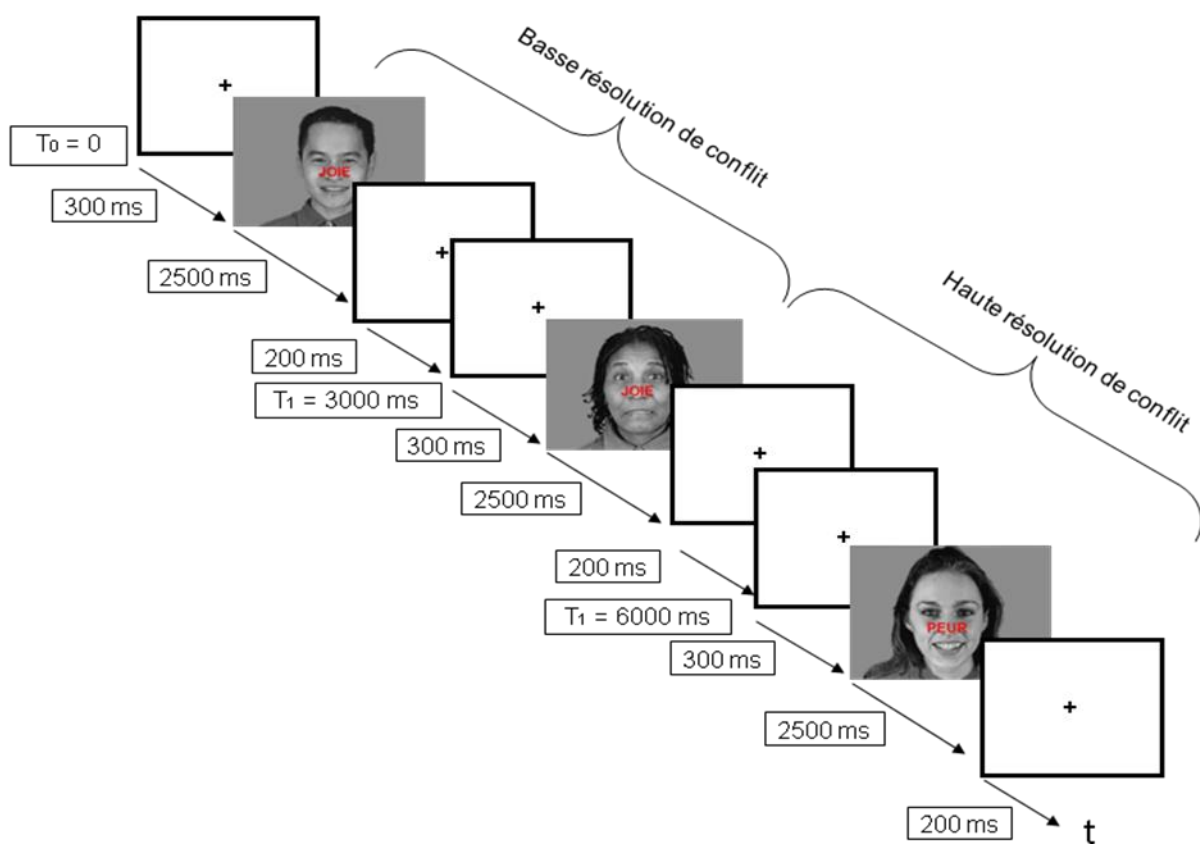 Basse résolution de conflit
T₀ = 0
JOIE
300 ms
2500 ms
Haute résolution de conflit
200 ms
T₁ = 3000 ms
JOIE
300 ms
2500 ms
200 ms
T₁ = 6000 ms
PEUR
300 ms
2500 ms
200 ms
t